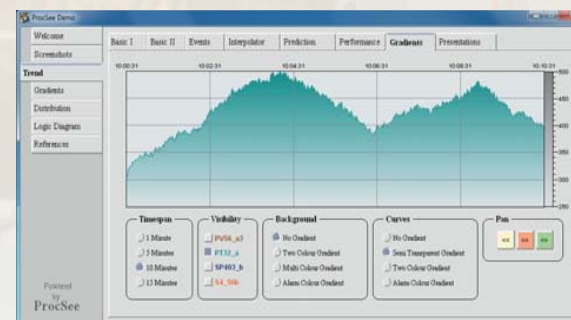 ProcSee Demo
Welcome
Screenshots
Trend
Gradients
Distribution
Logic Diagram
References
Powered
by
ProcSee
Basic I Basic II Events Interpolator Prediction Performance Gradients Presentations
10:00:31 10:02:31 10:04:31 10:06:31 10:08:31 10:10:31
500
450
400
350
300
250
Timespan
1 Minute
5 Minute
10 Minute
15 Minute
Visibility
PV56_a3
PT32_a
SP403_b
S4_56b
Background
No Gradient
Two Colour Gradient
Multi Colour Gradient
Alarm Colour Gradient
Curves
No Gradient
Semi Transparent Gradient
Two Colour Gradient
Alarm Colour Gradient
Pan
<< <> <>